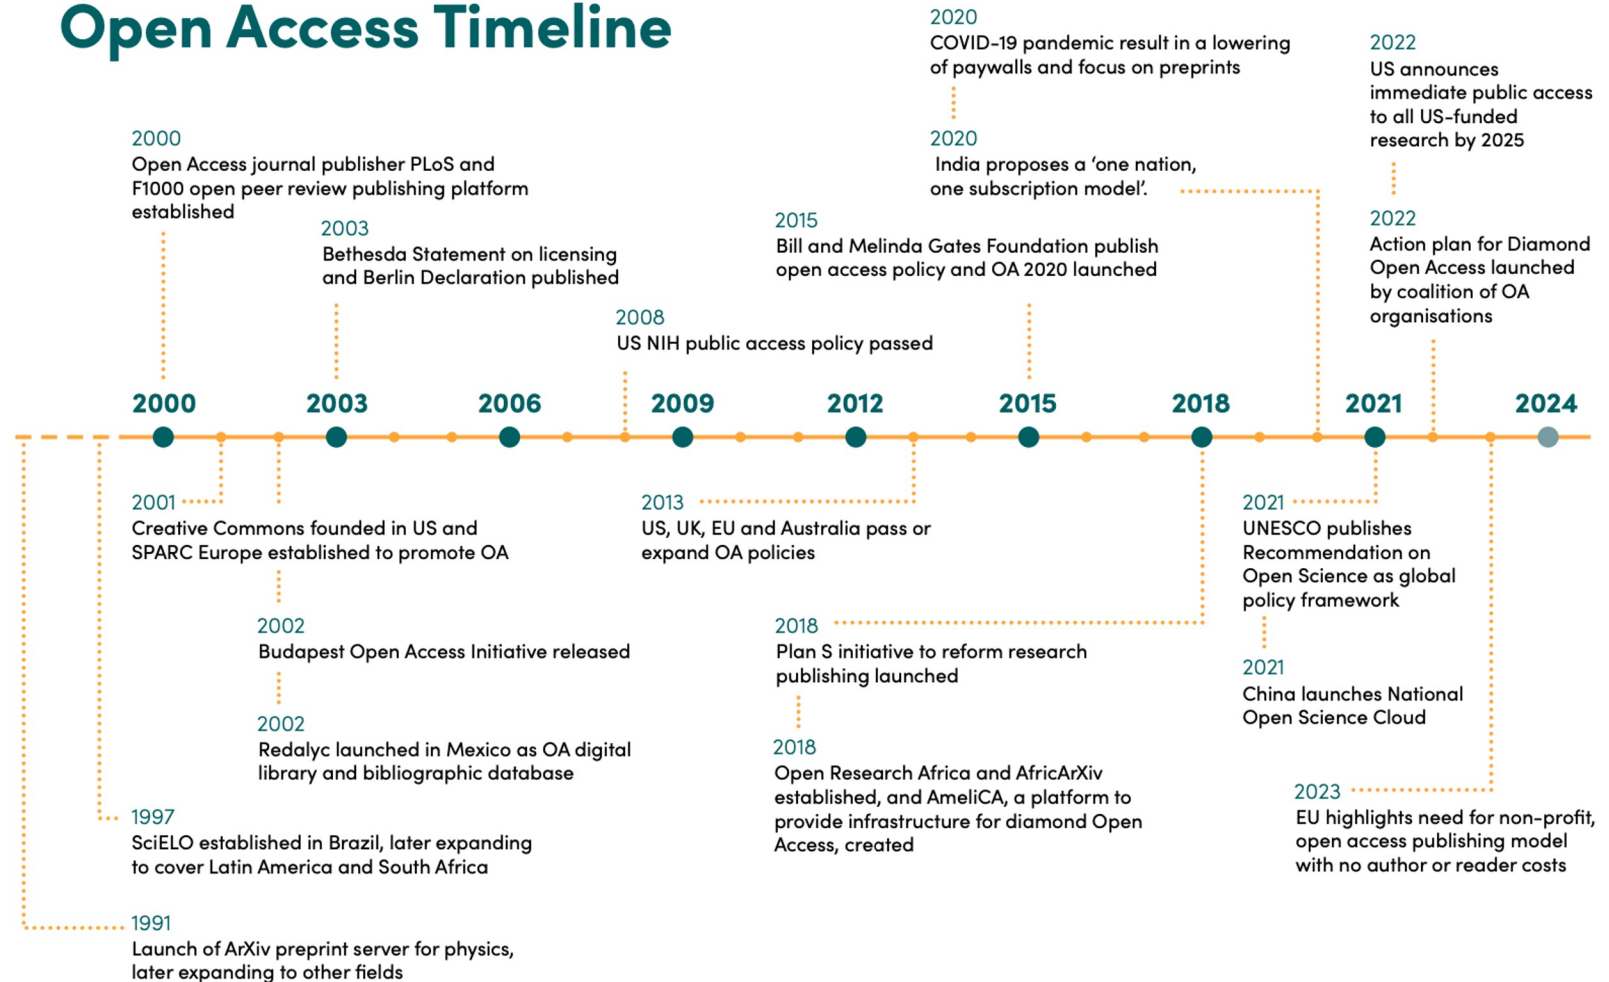 Open Access Timeline
2000
Open Access journal publisher PLoS and
F1000 open peer review publishing platform
established
2003
Bethesda Statement on licensing
and Berlin Declaration published
2008
US NIH public access policy passed
2015
Bill and Melinda Gates Foundation publish
open access policy and OA 2020 launched
2020
COVID-19 pandemic result in a lowering
of paywalls and focus on preprints
2020
India proposes a ‘one nation,
one subscription model’.
2022
US announces
immediate public access
to all US-funded
research by 2025
2022
Action plan for Diamond
Open Access launched
by coalition of OA
organisations
2000 2003 2006 2009 2012 2015 2018 2021 2024
2001
Creative Commons founded in US and
SPARC Europe established to promote OA
2002
Budapest Open Access Initiative released
2002
Redalyc launched in Mexico as OA digital
library and bibliographic database
1997
SciELO established in Brazil, later expanding
to cover Latin America and South Africa
1991
Launch of ArXiv preprint server for physics,
later expanding to other fields
2013
US, UK, EU and Australia pass or
expand OA policies
2018
Plan S initiative to reform research
publishing launched
2018
Open Research Africa and AfricArXiv
established, and AmeliCA, a platform to
provide infrastructure for diamond Open
Access, created
2021
UNESCO publishes
Recommendation on
Open Science as global
policy framework
2021
China launches National
Open Science Cloud
2023
EU highlights need for non-profit,
open access publishing model
with no author or reader costs